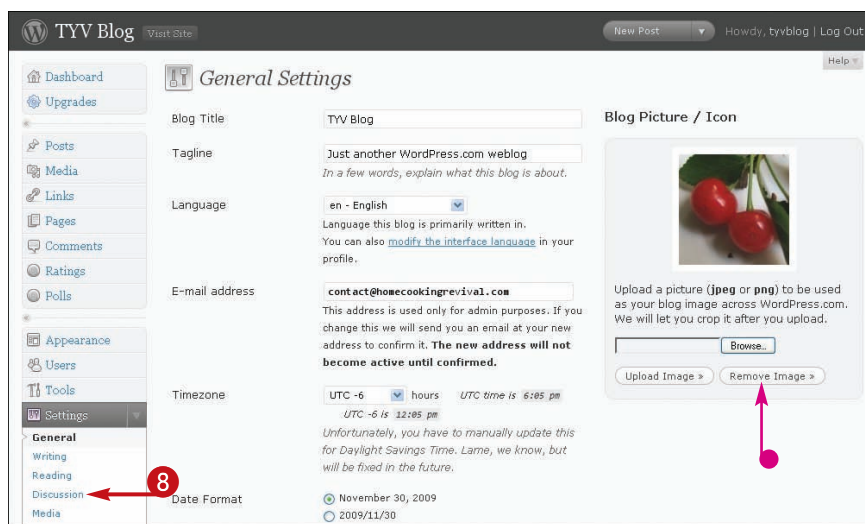 TYV Blog Visit Site
New Post Howdy, tyvblog | Log Out
Help
Dashboard
Upgrades
Posts
Media
Links
Pages
Comments
Ratings
Polls
Appearance
Users
Tools
Settings
General
Writing
Reading
Discussion
Media
8
General Settings
Blog Title TYV Blog
Tagline Just another WordPress.com weblog
In a few words, explain what this blog is about.
Language en - English
Language this blog is primarily written in.
You can also modify the interface language in your
profile.
E-mail address contact@homecookingrevival.com
This address is used only for admin purposes. If you
change this we will send you an email at your new
address to confirm it. The new address will not
become active until confirmed.
Timezone UTC -6 hours UTC time is 6:05 pm
UTC -6 is 12:05 pm
Unfortunately, you have to manually update this
for Daylight Savings Time. Lame, we know, but
will be fixed in the future.
Date Format November 30, 2009
2009/11/30
Blog Picture / Icon
Upload a picture (jpeg or png) to be used
as your blog image across WordPress.com.
We will let you crop it after you upload.
Browse...
Upload Image » Remove Image »